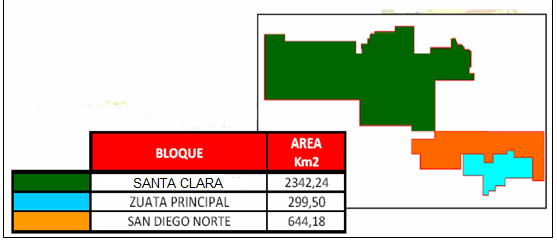 BLOQUE AREA Km2
SANTA CLARA 2342,24
ZUATA PRINCIPAL 299,50
SAN DIEGO NORTE 644,18